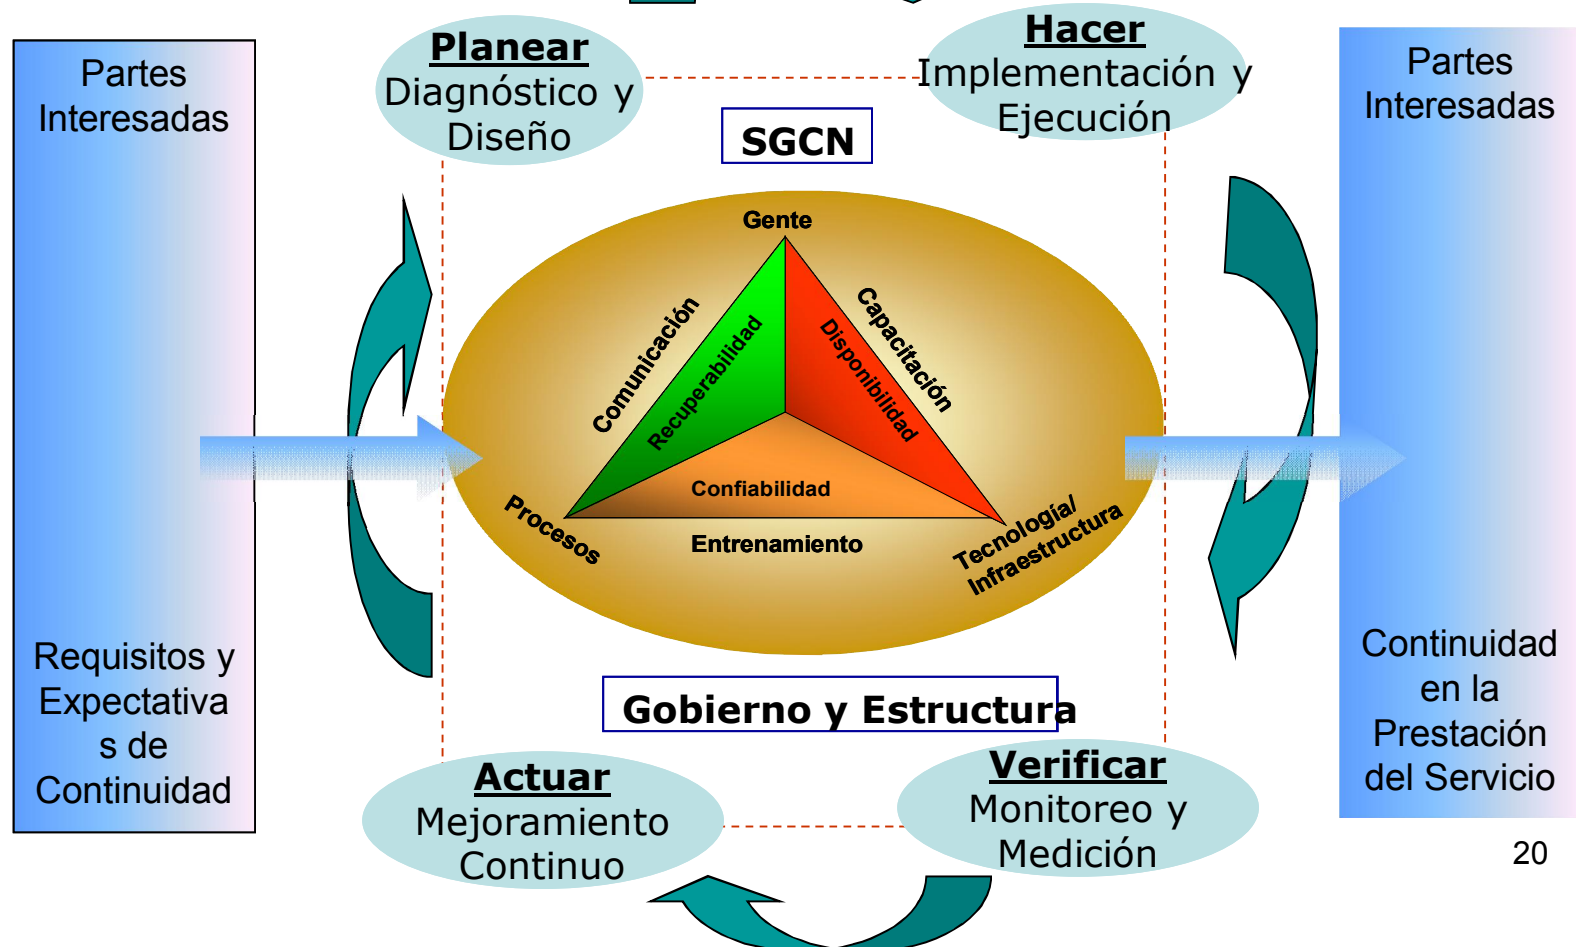 Partes
Interesadas
Requisitos y
Expectativa
s de
Continuidad
Planear
Diagnóstico y
Diseño
Hacer
Implementación y
Ejecución
SGCN
Gente
Comunicación
Recuperabilidad
Capacitación
Disponibilidad
Confiabilidad
Procesos
Entrenamiento
Tecnología/
Infraestructura
Gobierno y Estructura
Actuar
Mejoramiento
Continuo
Verificar
Monitoreo y
Medición
Partes
Interesadas
Continuidad
en la
Prestación
del Servicio
20